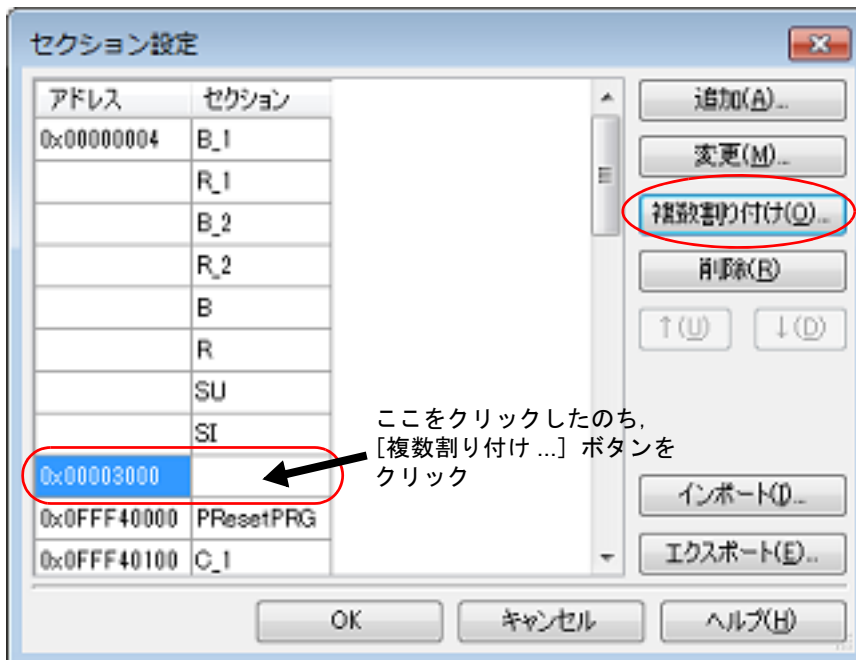 セクション設定
アドレス セクション
0x00000004 B_1
R_1
B_2
R_2
B
R
SU
SI
0x00003000
0x0FFF40000 PResetPRG
0x0FFF40100 C_1
追加(A)...
変更(M)...
複数割り付け(O)...
削除(R)
↑(U) ↓(D)
ここをクリックしたのち，
［複数割り付け ...］ボタンを
クリック
インポート(I)...
エクスポート(E)...
OK キャンセル ヘルプ(H)